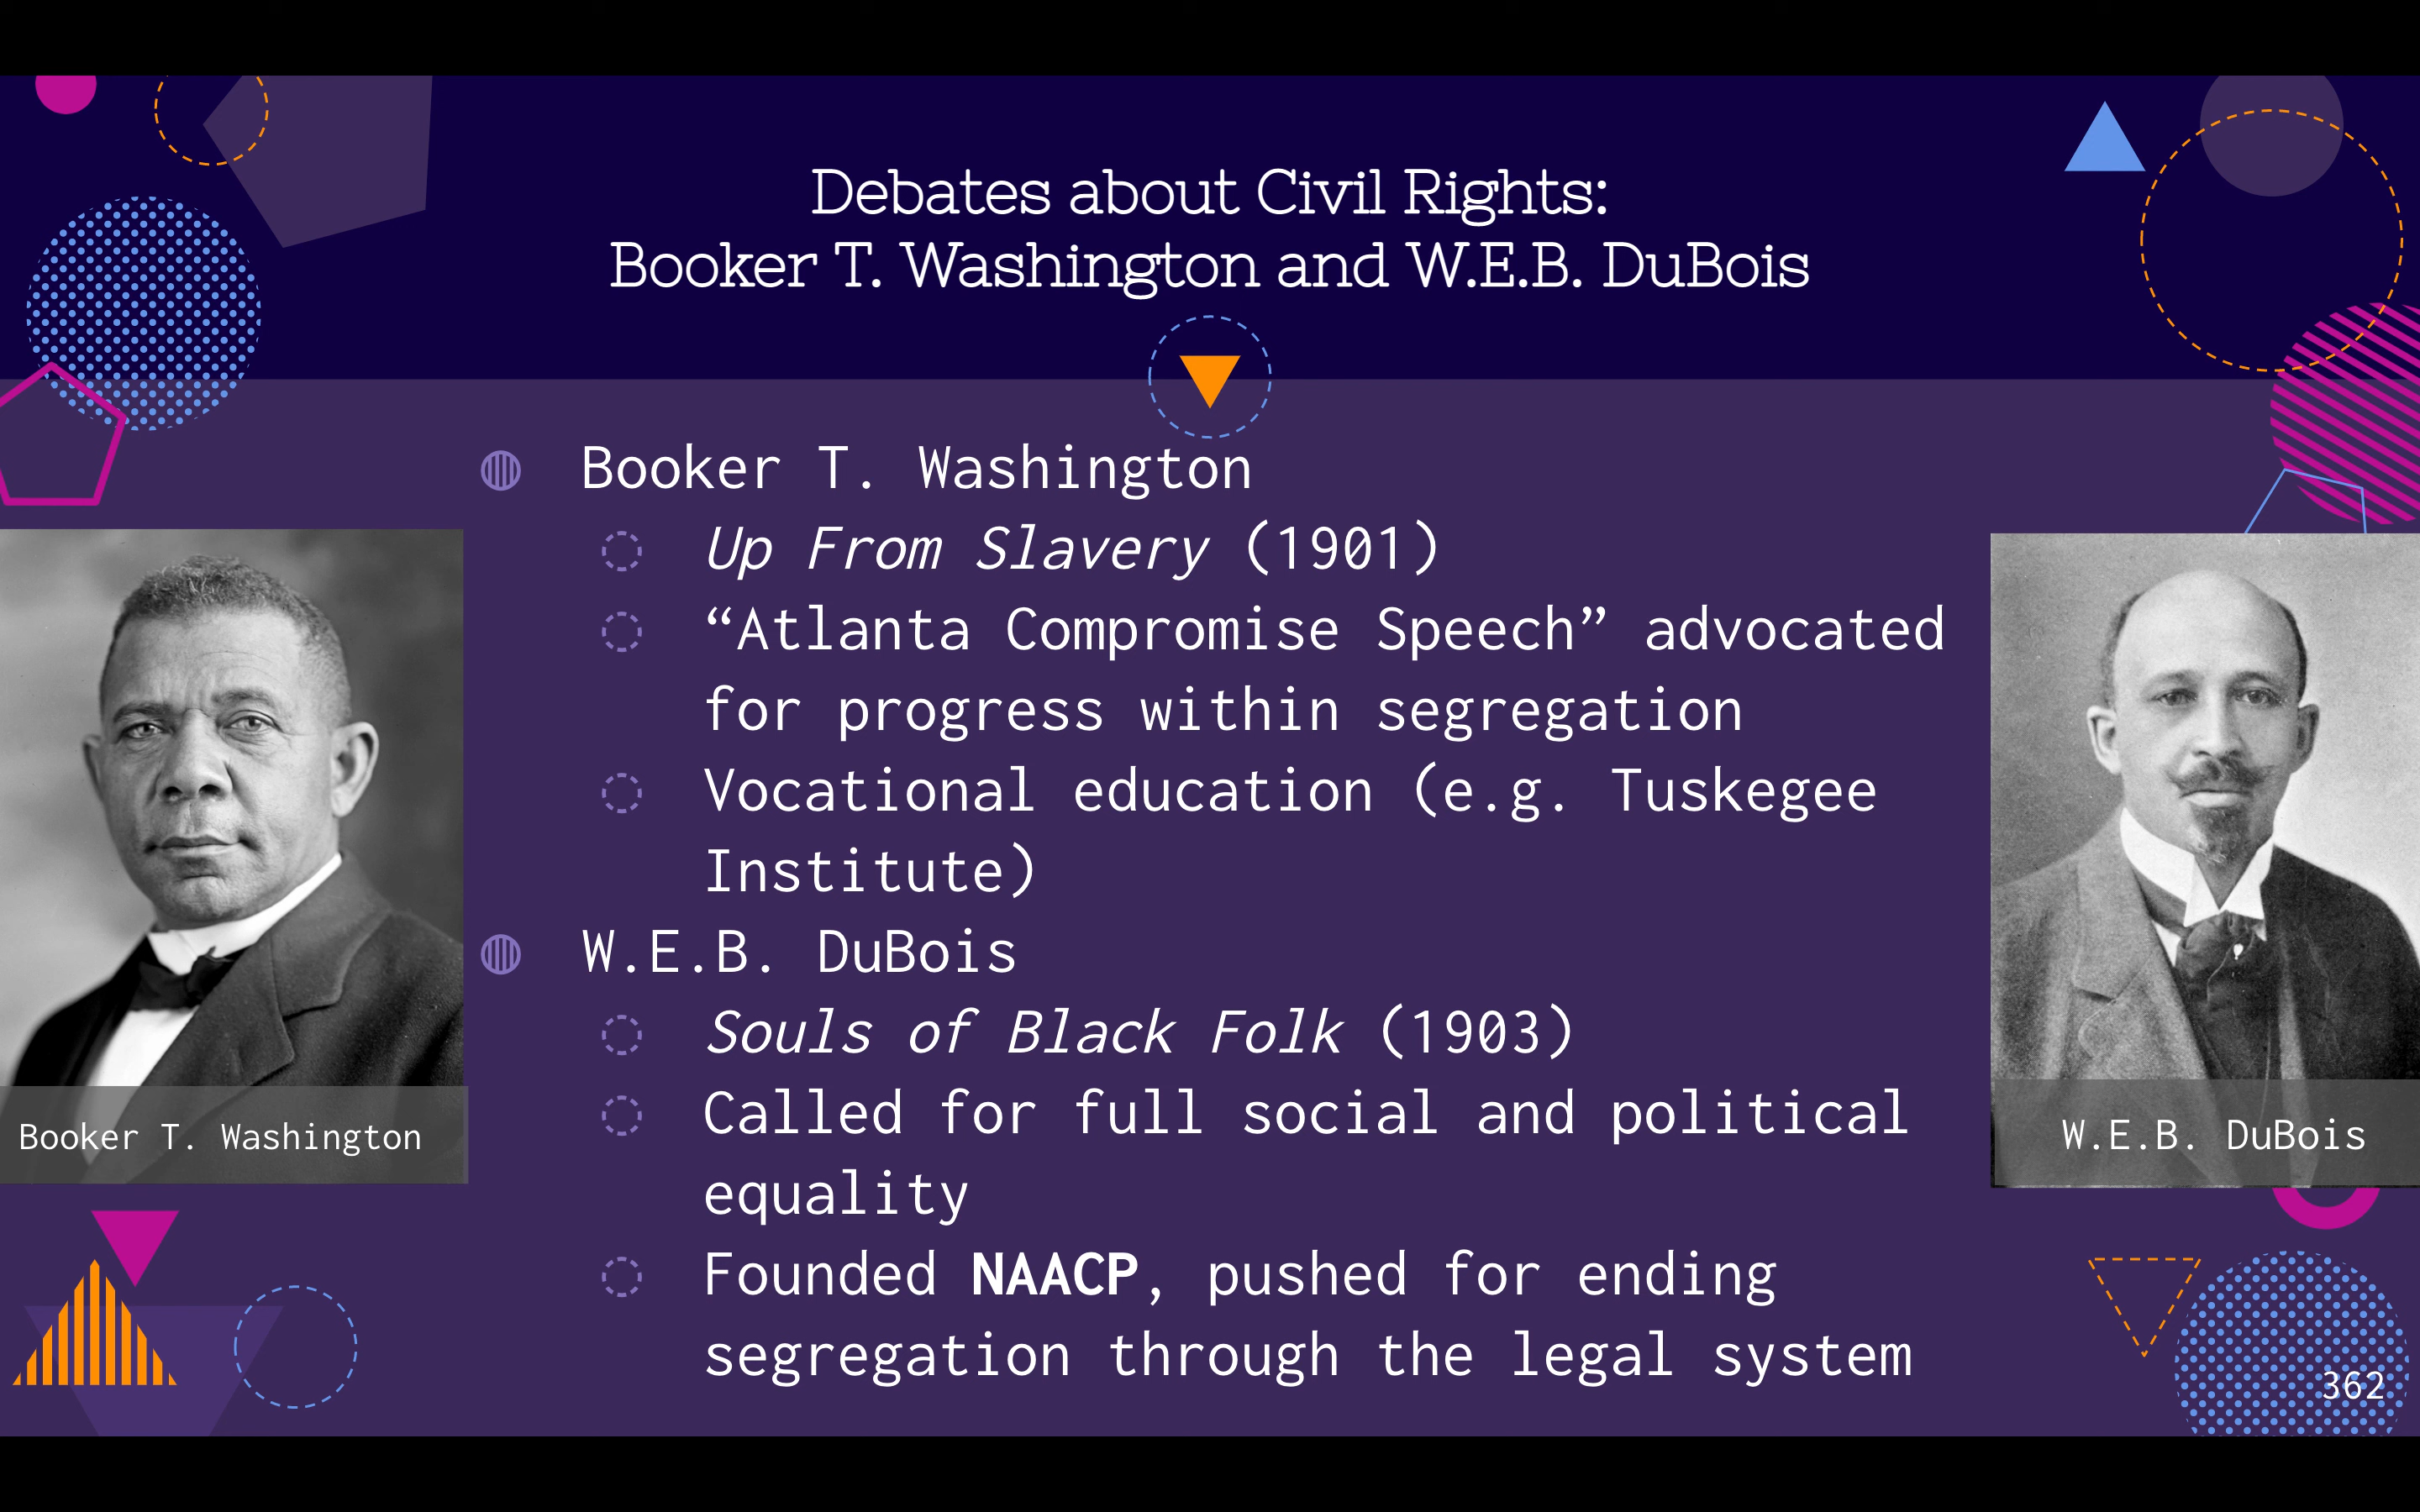 Debates about Civil Rights:
Booker T. Washington and W.E.B. DuBois
Booker T. Washington
Up From Slavery (1901)
“Atlanta Compromise Speech” advocated
for progress within segregation
Vocational education (e.g. Tuskegee
Institute)
W.E.B. DuBois
Souls of Black Folk (1903)
Called for full social and political
equality
Founded NAACP, pushed for ending
segregation through the legal system
Booker T. Washington
W.E.B. DuBois
362